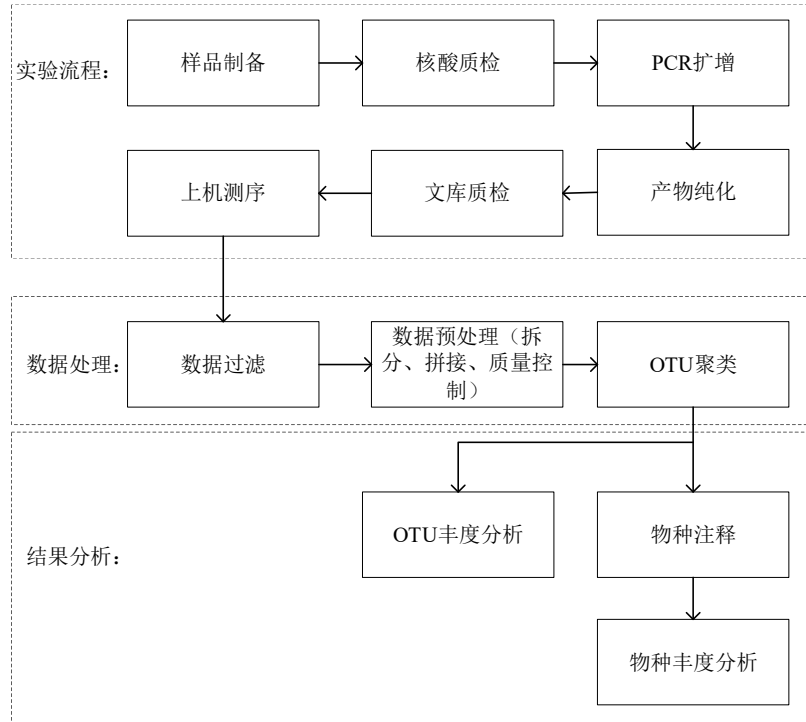 实验流程：
样品制备
核酸质检
PCR扩增
上机测序
文库质检
产物纯化
数据处理：
数据过滤
数据预处理（拆
分、拼接、质量控
制）
OTU聚类
结果分析：
OTU丰度分析
物种注释
物种丰度分析